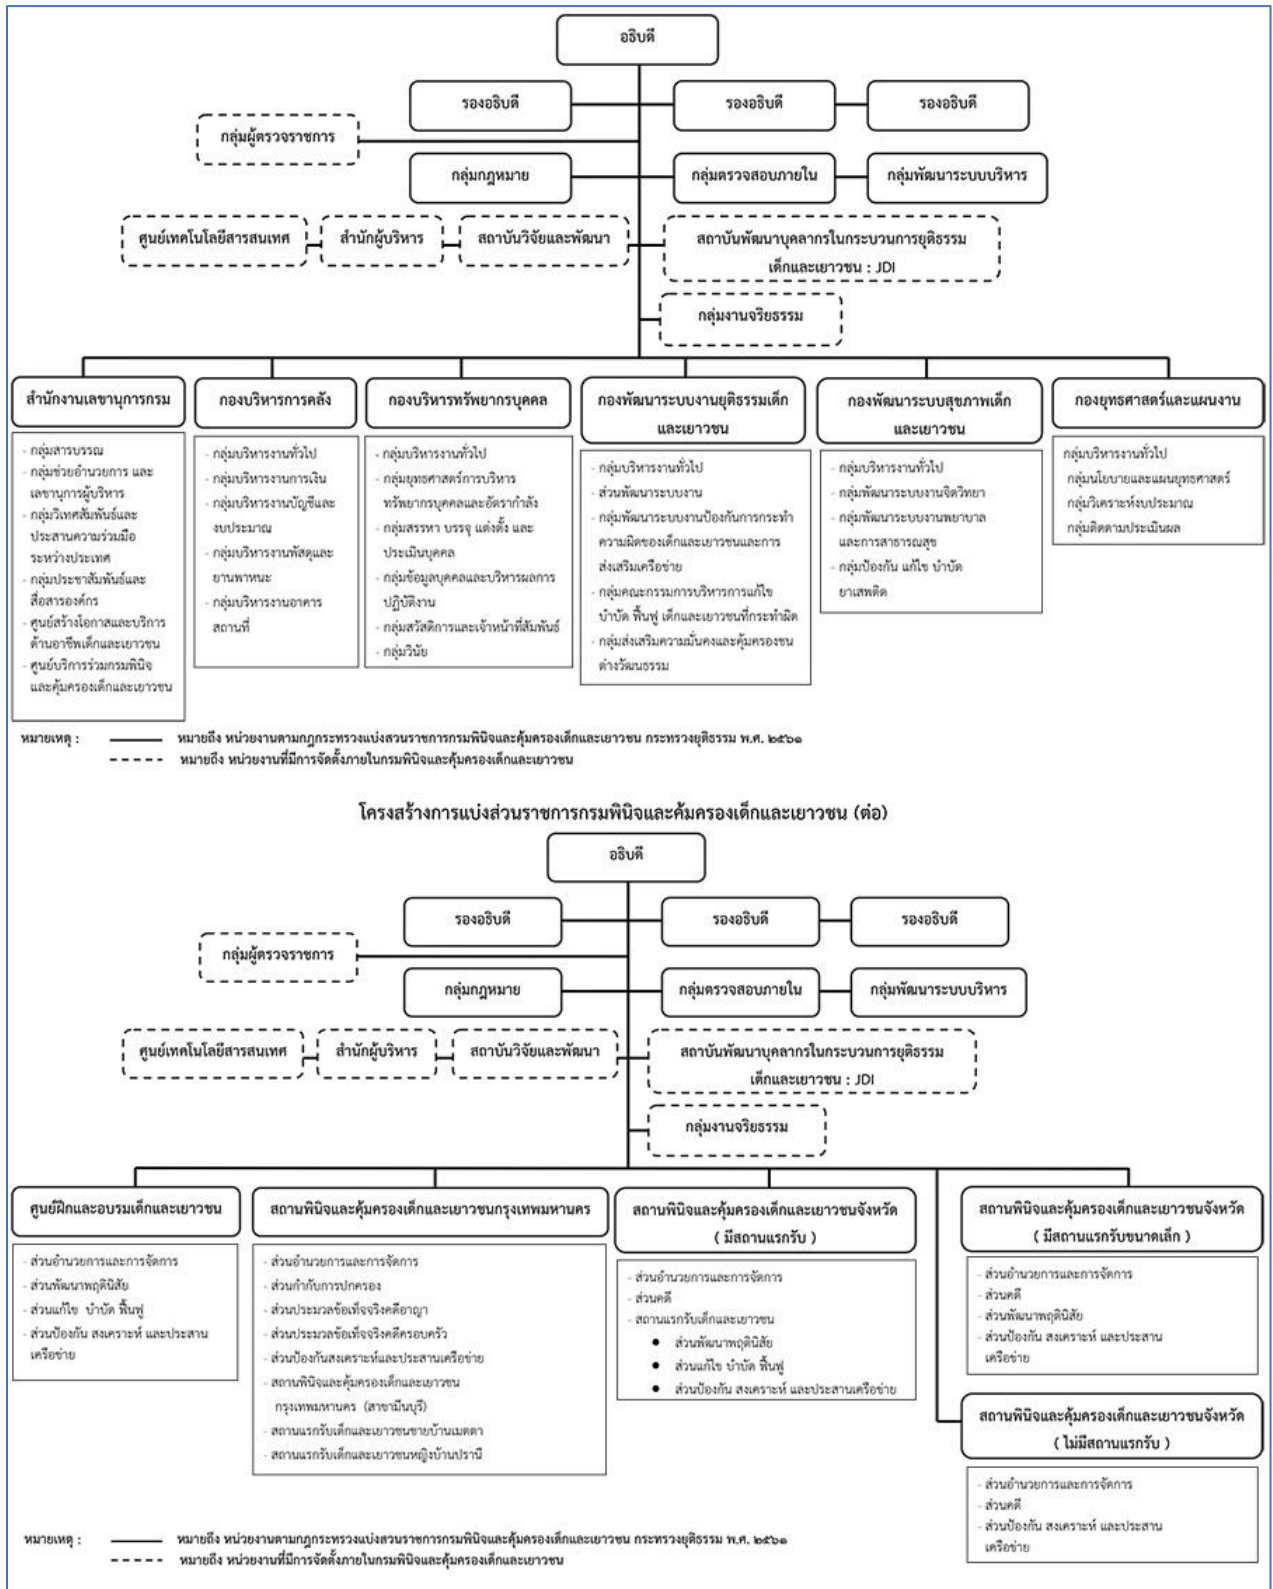 อธิบดี
รองอธิบดี
รองอธิบดี
รองอธิบดี
กลุ่มผู้ตรวจราชการ
กลุ่มกฎหมาย
กลุ่มตรวจสอบภายใน
กลุ่มพัฒนาระบบบริหาร
ศูนย์เทคโนโลยีสารสนเทศ
สำนักผู้บริหาร
สถาบันวิจัยและพัฒนา
สถาบันพัฒนาบุคลากรในกระบวนการยุติธรรม
เด็กและเยาวชน : JDI
กลุ่มงานจริยธรรม
สำนักงานเลขานุการกรม
- กลุ่มสารบรรณ
- กลุ่มช่วยอำนวยการ และ
เลขานุการผู้บริหาร
- กลุ่มวิเทศสัมพันธ์และ
ประสานความร่วมมือ
ระหว่างประเทศ
- กลุ่มประชาสัมพันธ์และ
สื่อสารองค์กร
- ศูนย์สร้างโอกาสและบริการ
ด้านอาชีพเด็กและเยาวชน
- ศูนย์บริการร่วมกรมพินิจ
และคุ้มครองเด็กและเยาวชน
กองบริหารการคลัง
- กลุ่มบริหารงานทั่วไป
- กลุ่มบริหารงานการเงิน
- กลุ่มบริหารงานบัญชีและ
งบประมาณ
- กลุ่มบริหารงานพัสดุและ
ยานพาหนะ
- กลุ่มบริหารงานอาคาร
สถานที่
กองบริหารทรัพยากรบุคคล
- กลุ่มบริหารงานทั่วไป
- กลุ่มยุทธศาสตร์การบริหาร
ทรัพยากรบุคคลและอัตรากำลัง
- กลุ่มสรรหา บรรจุ แต่งตั้ง และ
ประเมินบุคคล
- กลุ่มข้อมูลบุคคลและบริหารผลการ
ปฏิบัติงาน
- กลุ่มสวัสดิการและเจ้าหน้าที่สัมพันธ์
- กลุ่มวินัย
กองพัฒนาระบบงานยุติธรรมเด็ก
และเยาวชน
- กลุ่มบริหารงานทั่วไป
- ส่วนพัฒนาระบบงาน
- กลุ่มพัฒนาระบบงานป้องกันการกระทำ
ความผิดของเด็กและเยาวชนและการ
ส่งเสริมเครือข่าย
- กลุ่มคณะกรรมการบริหารการแก้ไข
บำบัด ฟื้นฟู เด็กและเยาวชนที่กระทำผิด
- กลุ่มส่งเสริมความมั่นคงและคุ้มครองชน
ต่างวัฒนธรรม
กองพัฒนาระบบสุขภาพเด็ก
และเยาวชน
- กลุ่มบริหารงานทั่วไป
- กลุ่มพัฒนาระบบงานจิตวิทยา
- กลุ่มพัฒนาระบบงานพยาบาล
และการสาธารณสุข
- กลุ่มป้องกัน แก้ไข บำบัด
ยาเสพติด
กองยุทธศาสตร์และแผนงาน
กลุ่มบริหารงานทั่วไป
กลุ่มนโยบายและแผนยุทธศาสตร์
กลุ่มวิเคราะห์งบประมาณ
กลุ่มติดตามประเมินผล
หมายเหตุ : หมายถึง หน่วยงานตามกฎกระทรวงแบ่งส่วนราชการกรมพินิจและคุ้มครองเด็กและเยาวชน กระทรวงยุติธรรม พ.ศ. ๒๕๖๑
หมายถึง หน่วยงานที่มีการจัดตั้งภายในกรมพินิจและคุ้มครองเด็กและเยาวชน
โครงสร้างการแบ่งส่วนราชการกรมพินิจและคุ้มครองเด็กและเยาวชน (ต่อ)
อธิบดี
รองอธิบดี
รองอธิบดี
รองอธิบดี
กลุ่มผู้ตรวจราชการ
กลุ่มกฎหมาย
กลุ่มตรวจสอบภายใน
กลุ่มพัฒนาระบบบริหาร
ศูนย์เทคโนโลยีสารสนเทศ
สำนักผู้บริหาร
สถาบันวิจัยและพัฒนา
สถาบันพัฒนาบุคลากรในกระบวนการยุติธรรม
เด็กและเยาวชน : JDI
กลุ่มงานจริยธรรม
ศูนย์ฝึกและอบรมเด็กและเยาวชน
- ส่วนอำนวยการและการจัดการ
- ส่วนพัฒนาพฤตินิสัย
- ส่วนแก้ไข บำบัด ฟื้นฟู
- ส่วนป้องกัน สงเคราะห์ และประสาน
เครือข่าย
สถานพินิจและคุ้มครองเด็กและเยาวชนกรุงเทพมหานคร
- ส่วนอำนวยการและการจัดการ
- ส่วนกำกับการปกครอง
- ส่วนประมวลข้อเท็จจริงคดีอาญา
- ส่วนประมวลข้อเท็จจริงคดีครอบครัว
- ส่วนป้องกันสงเคราะห์และประสานเครือข่าย
- สถานพินิจและคุ้มครองเด็กและเยาวชน
กรุงเทพมหานคร (สาขามีนบุรี)
- สถานแรกรับเด็กและเยาวชนชายบ้านเมตตา
- สถานแรกรับเด็กและเยาวชนหญิงบ้านปรานี
สถานพินิจและคุ้มครองเด็กและเยาวชนจังหวัด
( มีสถานแรกรับ )
- ส่วนอำนวยการและการจัดการ
- ส่วนคดี
- สถานแรกรับเด็กและเยาวชน
● ส่วนพัฒนาพฤตินิสัย
● ส่วนแก้ไข บำบัด ฟื้นฟู
● ส่วนป้องกัน สงเคราะห์ และประสานเครือข่าย
สถานพินิจและคุ้มครองเด็กและเยาวชนจังหวัด
( มีสถานแรกรับขนาดเล็ก )
- ส่วนอำนวยการและการจัดการ
- ส่วนคดี
- ส่วนพัฒนาพฤตินิสัย
- ส่วนป้องกัน สงเคราะห์ และประสาน
เครือข่าย
สถานพินิจและคุ้มครองเด็กและเยาวชนจังหวัด
( ไม่มีสถานแรกรับ )
- ส่วนอำนวยการและการจัดการ
- ส่วนคดี
- ส่วนป้องกัน สงเคราะห์ และประสาน
เครือข่าย
หมายเหตุ : หมายถึง หน่วยงานตามกฎกระทรวงแบ่งส่วนราชการกรมพินิจและคุ้มครองเด็กและเยาวชน กระทรวงยุติธรรม พ.ศ. ๒๕๖๑
หมายถึง หน่วยงานที่มีการจัดตั้งภายในกรมพินิจและคุ้มครองเด็กและเยาวชน